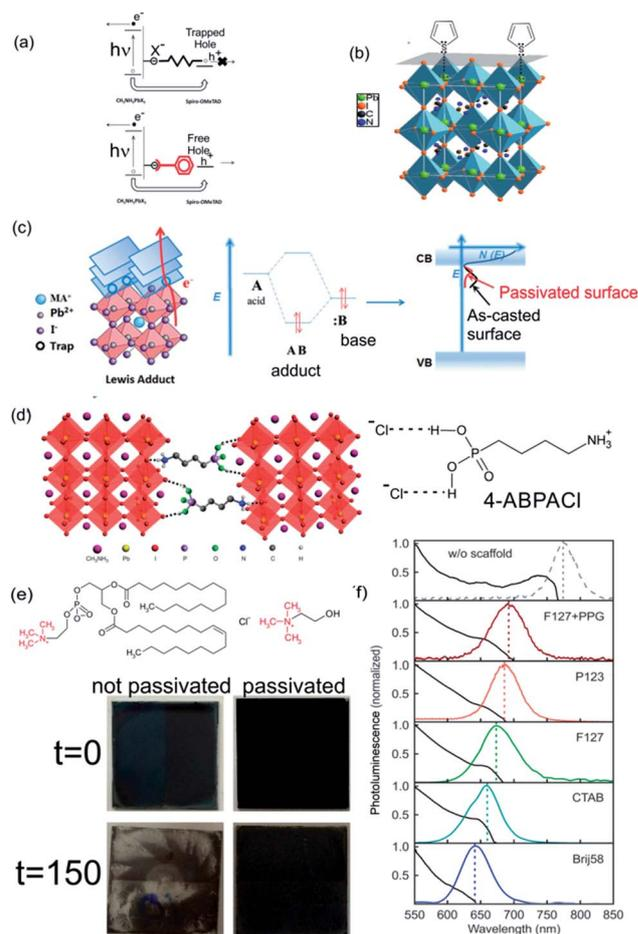 (a)
e⁻
hν
X⁻
Trapped
Hole
h⁺
CH₃NH₃PbX₃
Spiro-OMeTAD
e⁻
hν
Free
Hole
h⁺
CH₃NH₃PbX₃
Spiro-OMeTAD
(b)
S
S
Pb
I
C
N
(c)
MA⁺
Pb²⁺
I⁻
Trap
e⁻
Lewis Adduct
E
A
acid
:B
base
A B
adduct
CB
N (E)
E
Passivated surface
As-casted
surface
VB
(d)
CH₃NH₃
Pb
I
P
O
N
C
H
⁻Cl
H
O
P
O
O
H
⁻Cl
NH₃⁺
4-ABPACl
(e)
H₃C
H₃C
H₃C
N⁺
O
P
O
O⁻
O
O
O
O
O
H₃C
H₃C
Cl⁻
CH₃
H₃C
N⁺
H₃C
OH
not passivated
passivated
t=0
t=150
f)
Photoluminescence (normalized)
1.0
0.5
w/o scaffold
1.0
0.5
F127+PPG
1.0
0.5
P123
1.0
0.5
F127
1.0
0.5
CTAB
1.0
0.5
Brij58
550 600 650 700 750 800 850
Wavelength (nm)